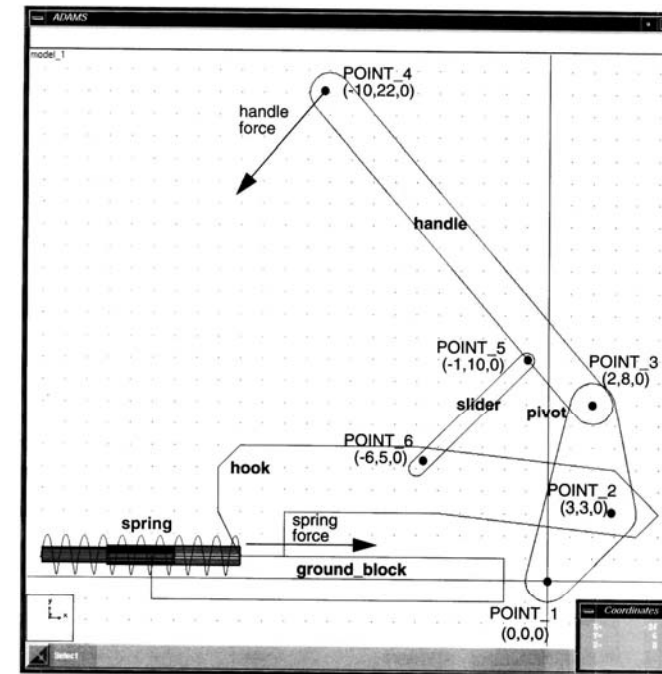 ADAMS
model_1
POINT_4
(-10,22,0)
handle
force
handle
POINT_5
(-1,10,0)
POINT_3
(2,8,0)
slider
pivot
POINT_6
(-6,5,0)
hook
POINT_2
(3,3,0)
spring
spring
force
ground_block
POINT_1
(0,0,0)
Coordinates
Select